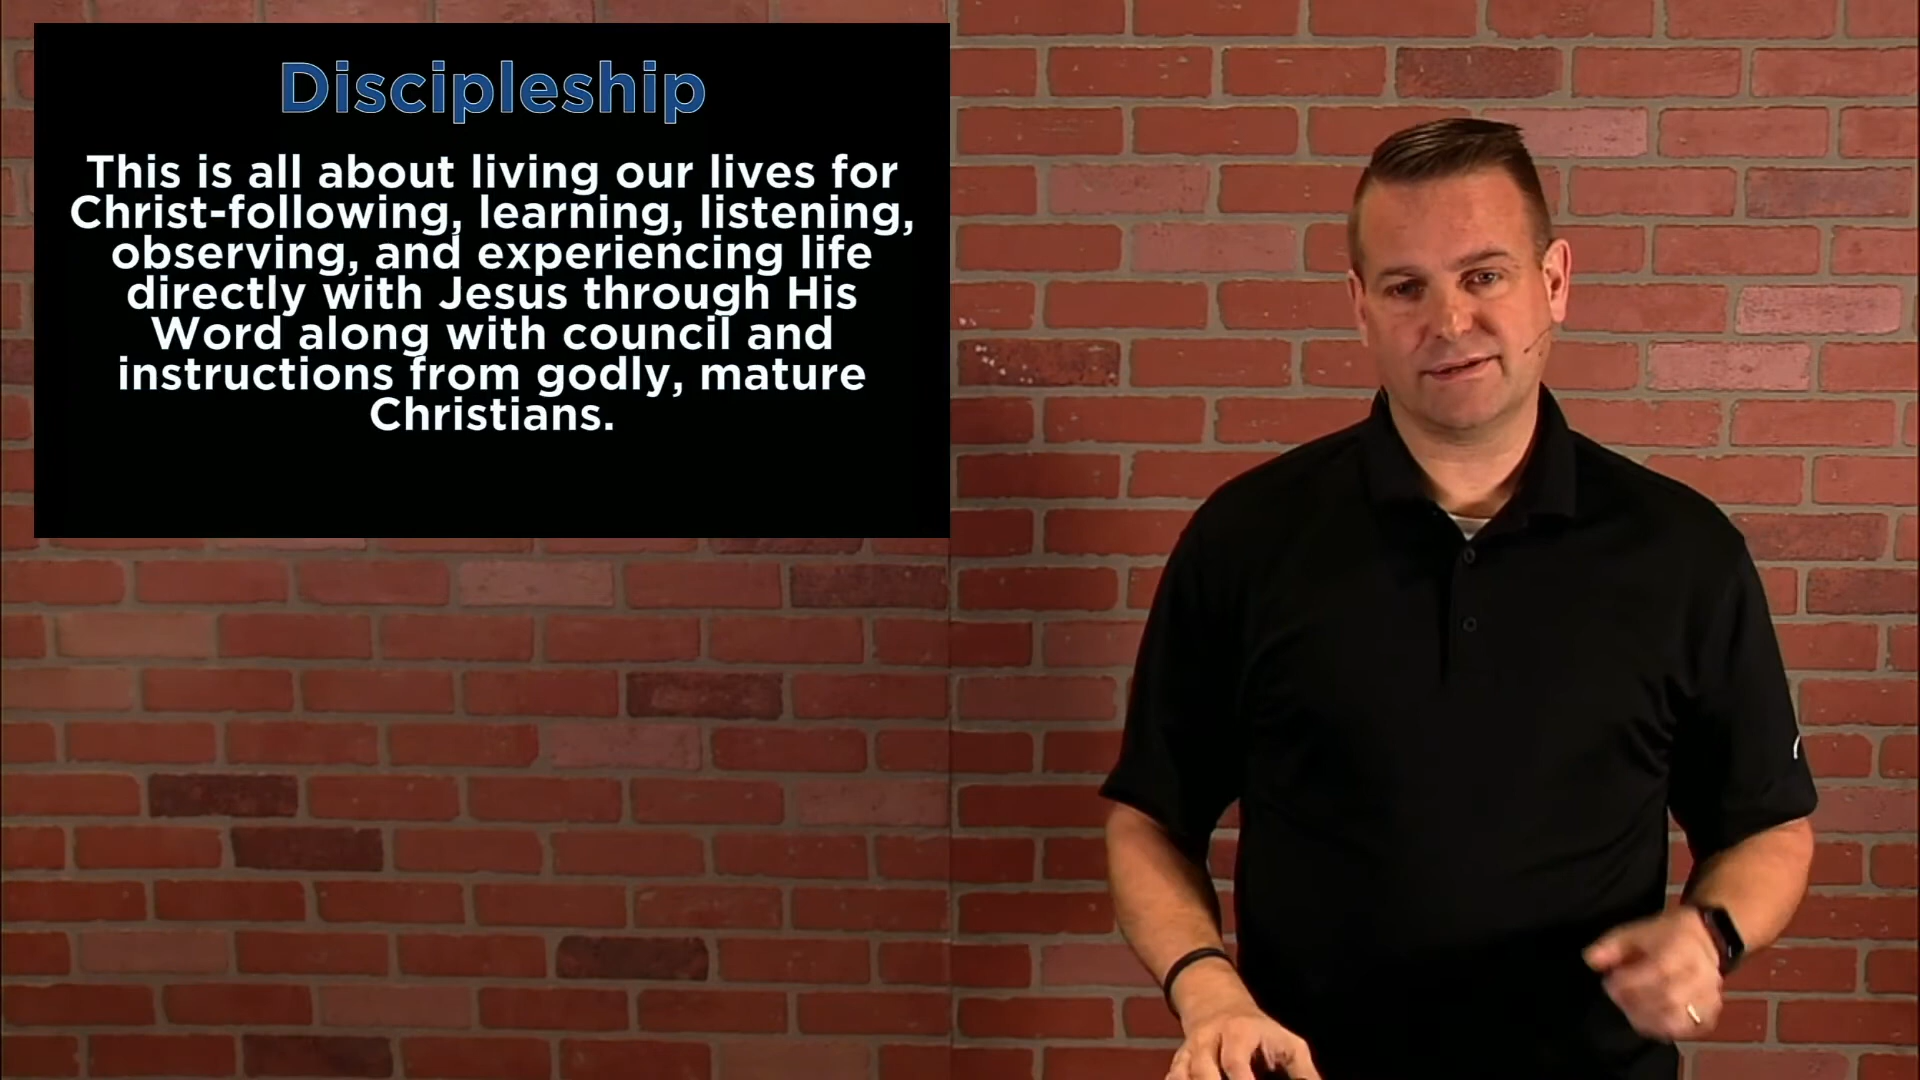 Discipleship
This is all about living our lives for
Christ-following, learning, listening,
observing, and experiencing life
directly with Jesus through His
Word along with council and
instructions from godly, mature
Christians.